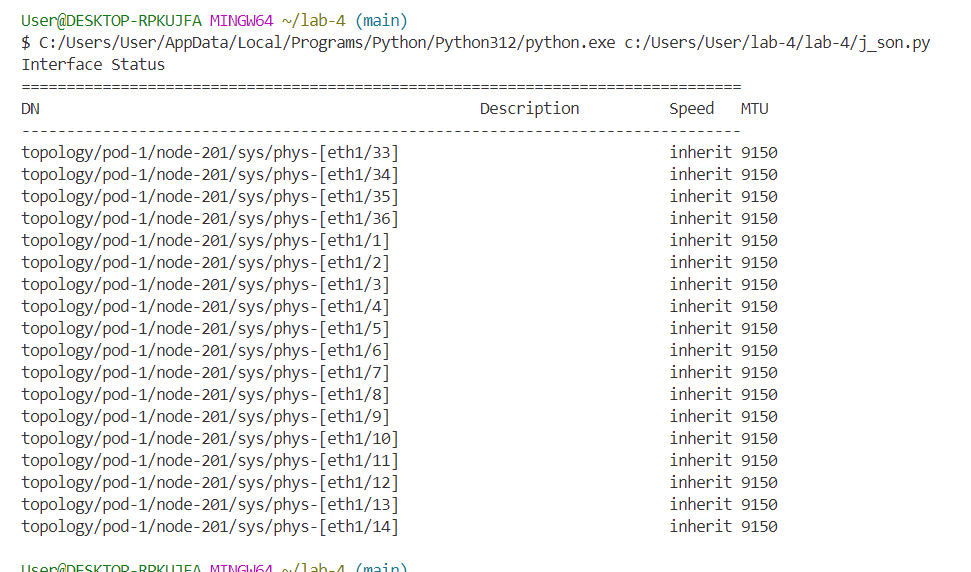 User@DESKTOP-RPKUJFA MINGW64 ~/lab-4 (main)
$ C:/Users/User/AppData/Local/Programs/Python/Python312/python.exe c:/Users/User/lab-4/lab-4/j_son.py
Interface Status
================================================================================
DN                                                 Description          Speed   MTU
--------------------------------------------------------------------------------
topology/pod-1/node-201/sys/phys-[eth1/33]                              inherit 9150
topology/pod-1/node-201/sys/phys-[eth1/34]                              inherit 9150
topology/pod-1/node-201/sys/phys-[eth1/35]                              inherit 9150
topology/pod-1/node-201/sys/phys-[eth1/36]                              inherit 9150
topology/pod-1/node-201/sys/phys-[eth1/1]                               inherit 9150
topology/pod-1/node-201/sys/phys-[eth1/2]                               inherit 9150
topology/pod-1/node-201/sys/phys-[eth1/3]                               inherit 9150
topology/pod-1/node-201/sys/phys-[eth1/4]                               inherit 9150
topology/pod-1/node-201/sys/phys-[eth1/5]                               inherit 9150
topology/pod-1/node-201/sys/phys-[eth1/6]                               inherit 9150
topology/pod-1/node-201/sys/phys-[eth1/7]                               inherit 9150
topology/pod-1/node-201/sys/phys-[eth1/8]                               inherit 9150
topology/pod-1/node-201/sys/phys-[eth1/9]                               inherit 9150
topology/pod-1/node-201/sys/phys-[eth1/10]                              inherit 9150
topology/pod-1/node-201/sys/phys-[eth1/11]                              inherit 9150
topology/pod-1/node-201/sys/phys-[eth1/12]                              inherit 9150
topology/pod-1/node-201/sys/phys-[eth1/13]                              inherit 9150
topology/pod-1/node-201/sys/phys-[eth1/14]                              inherit 9150
User@DESKTOP-RPKUJFA MINGW64 ~/lab-4 (main)